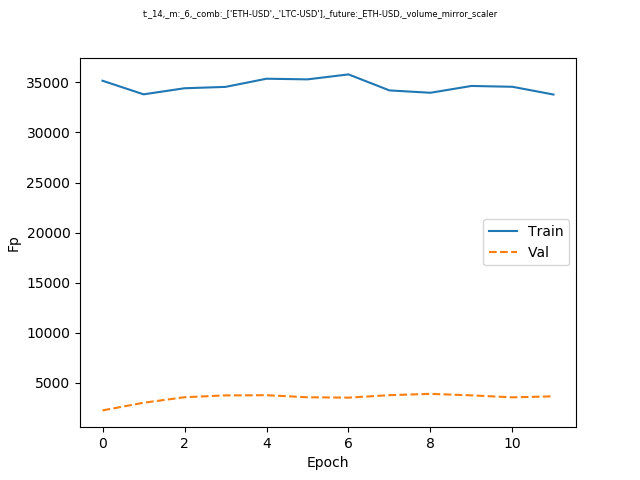 t:_14,_m:_6,_comb:_['ETH-USD',_'LTC-USD'],_future:_ETH-USD,_volume_mirror_scaler
35000
30000
25000
20000
15000
10000
5000
Fp
Train
Val
0 2 4 6 8 10
Epoch